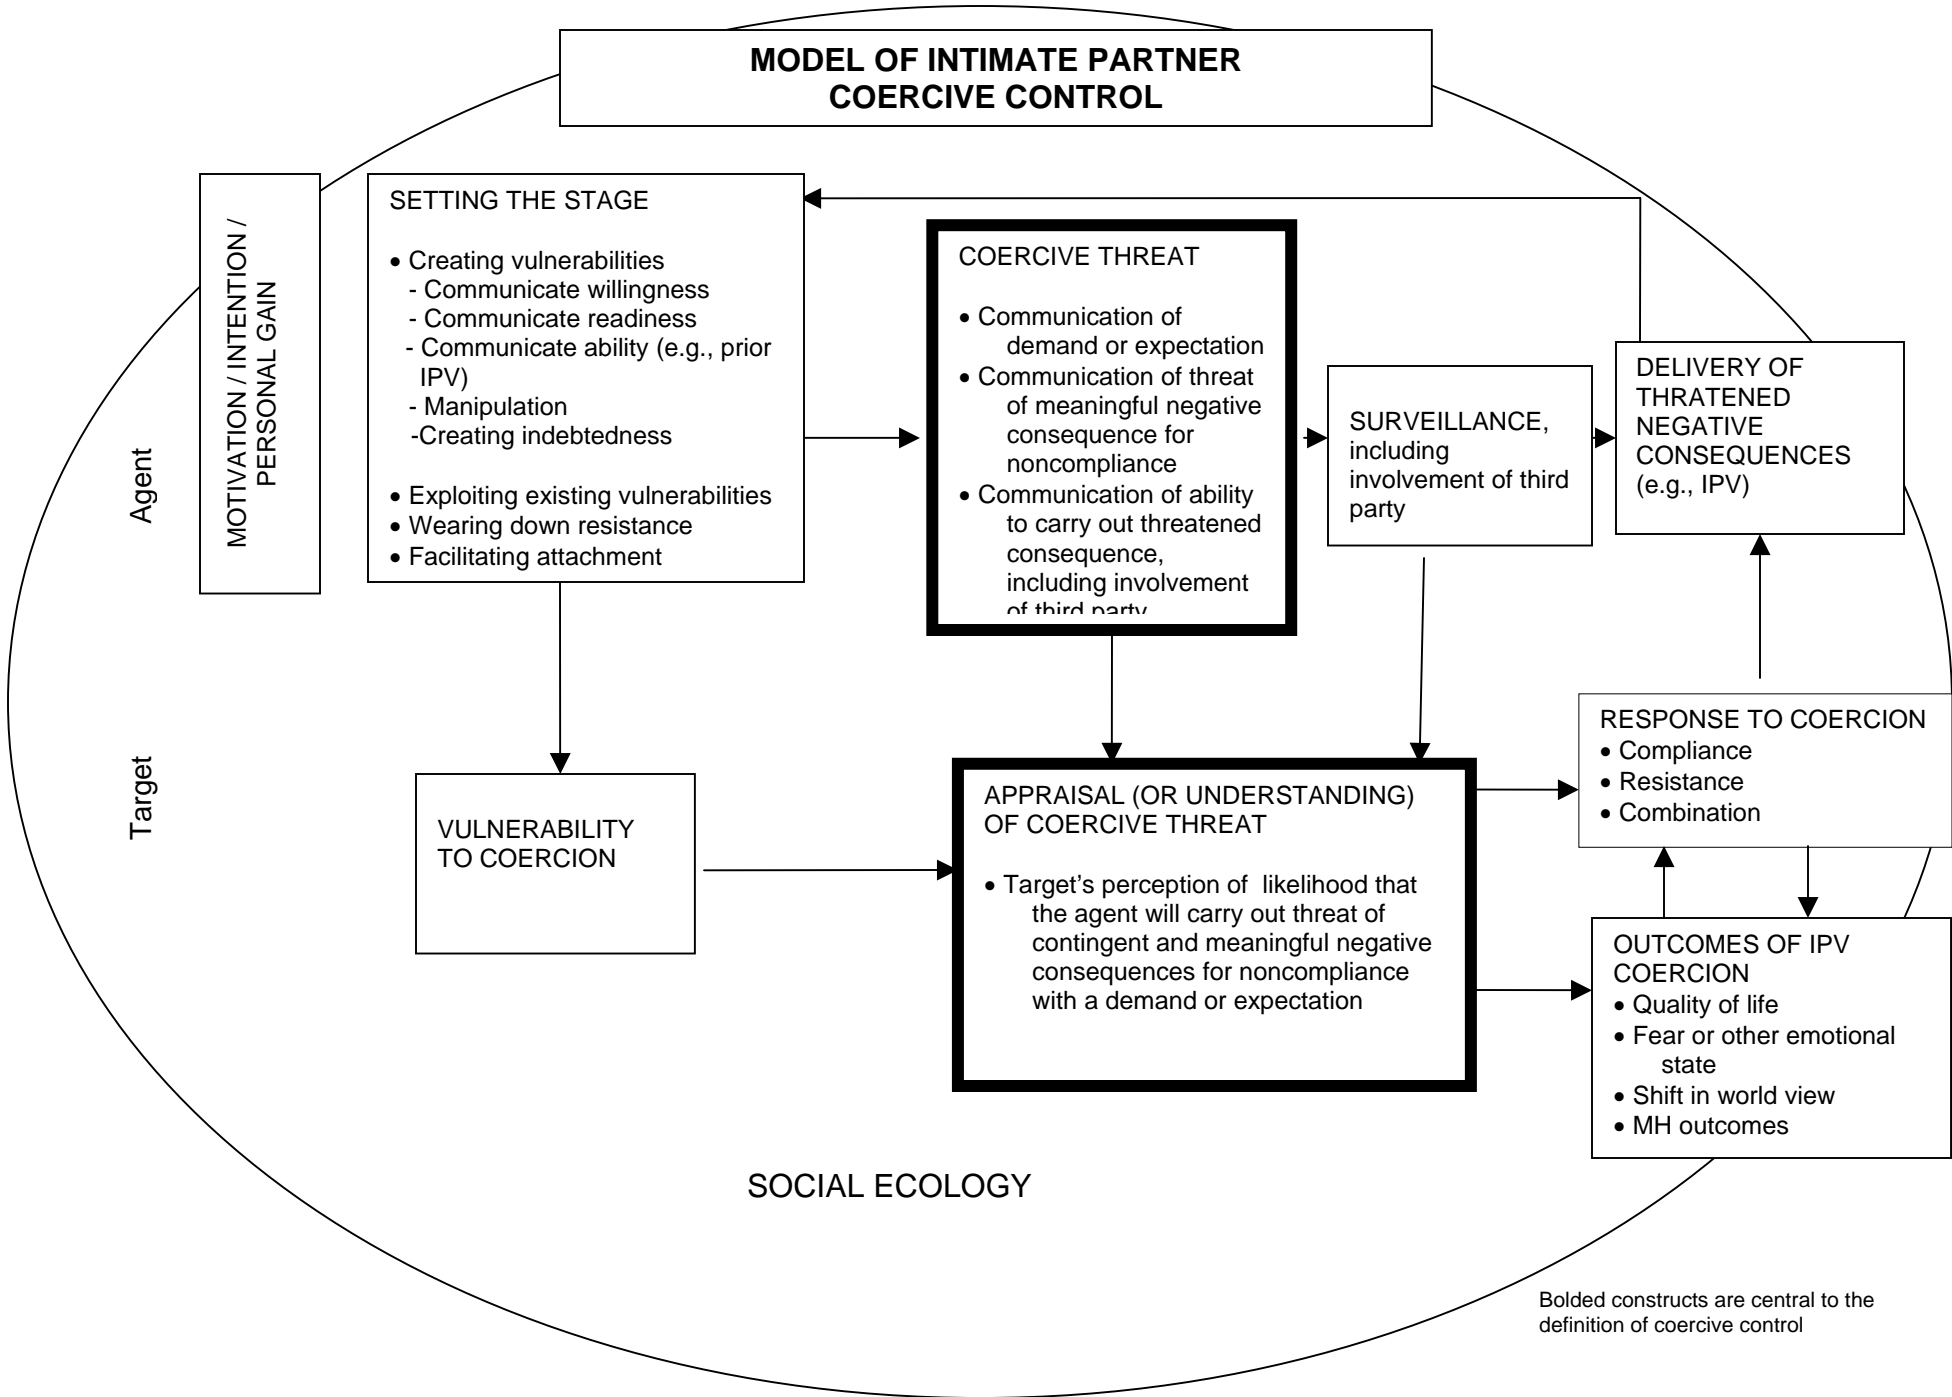 MODEL OF INTIMATE PARTNER
COERCIVE CONTROL
MOTIVATION / INTENTION /
PERSONAL GAIN
Agent
Target
SETTING THE STAGE
• Creating vulnerabilities
- Communicate willingness
- Communicate readiness
- Communicate ability (e.g., prior
IPV)
- Manipulation
-Creating indebtedness
• Exploiting existing vulnerabilities
• Wearing down resistance
• Facilitating attachment
COERCIVE THREAT
• Communication of
demand or expectation
• Communication of threat
of meaningful negative
consequence for
noncompliance
• Communication of ability
to carry out threatened
consequence,
including involvement
of third party
SURVEILLANCE,
including
involvement of third
party
DELIVERY OF
THRATENED
NEGATIVE
CONSEQUENCES
(e.g., IPV)
VULNERABILITY
TO COERCION
APPRAISAL (OR UNDERSTANDING)
OF COERCIVE THREAT
• Target’s perception of likelihood that
the agent will carry out threat of
contingent and meaningful negative
consequences for noncompliance
with a demand or expectation
RESPONSE TO COERCION
• Compliance
• Resistance
• Combination
OUTCOMES OF IPV
COERCION
• Quality of life
• Fear or other emotional
state
• Shift in world view
• MH outcomes
SOCIAL ECOLOGY
Bolded constructs are central to the
definition of coercive control